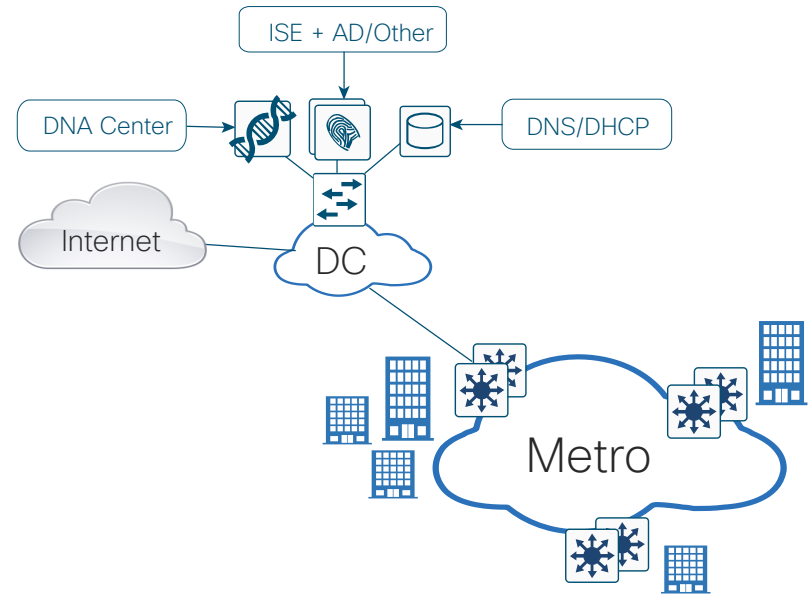 ISE + AD/Other
DNA Center
DNS/DHCP
Internet
DC
Metro